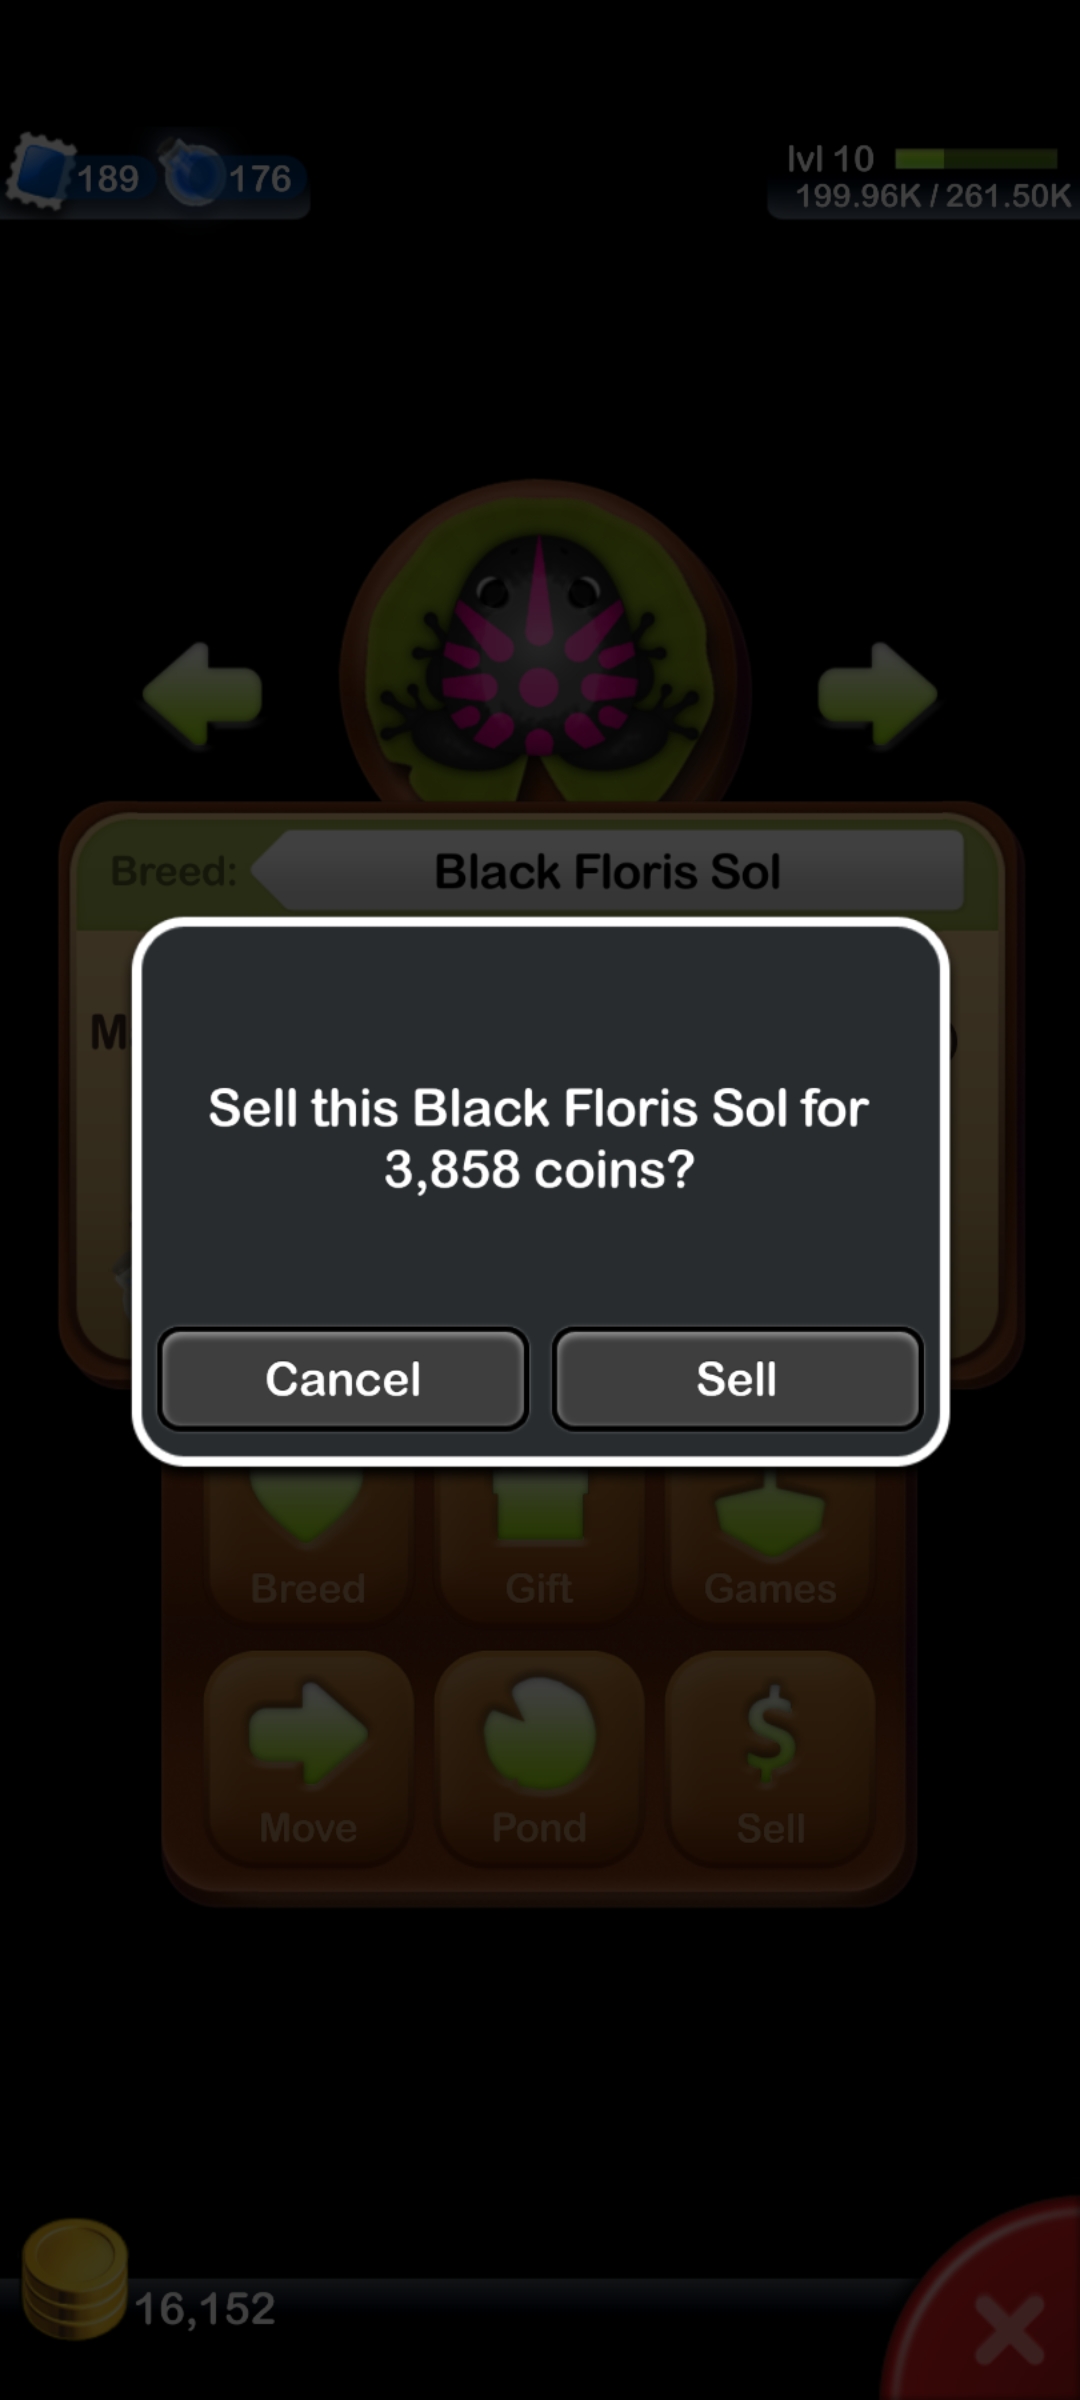 189 176 lvl 10
199.96K / 261.50K
Breed: Black Floris Sol
M
Sell this Black Floris Sol for
3,858 coins?
Cancel Sell
Breed Gift Games
Move Pond Sell
16,152